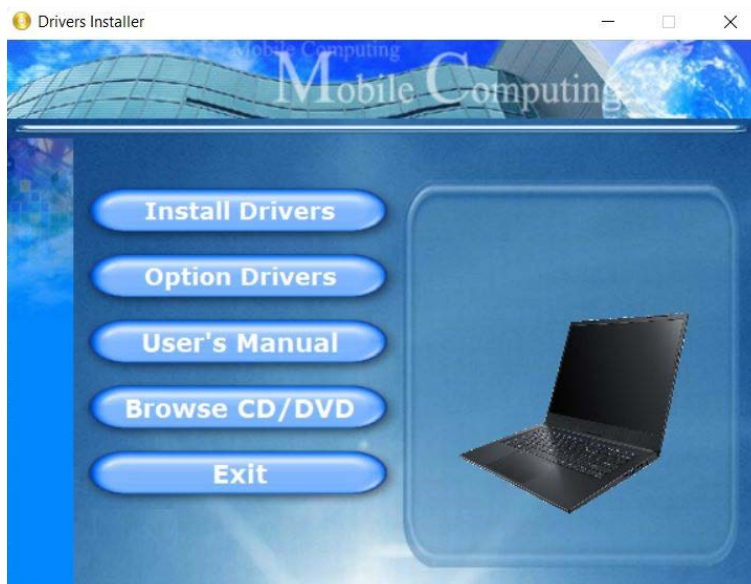 Drivers Installer
Mobile Computing
Mobile Computing
Install Drivers
Option Drivers
User's Manual
Browse CD/DVD
Exit